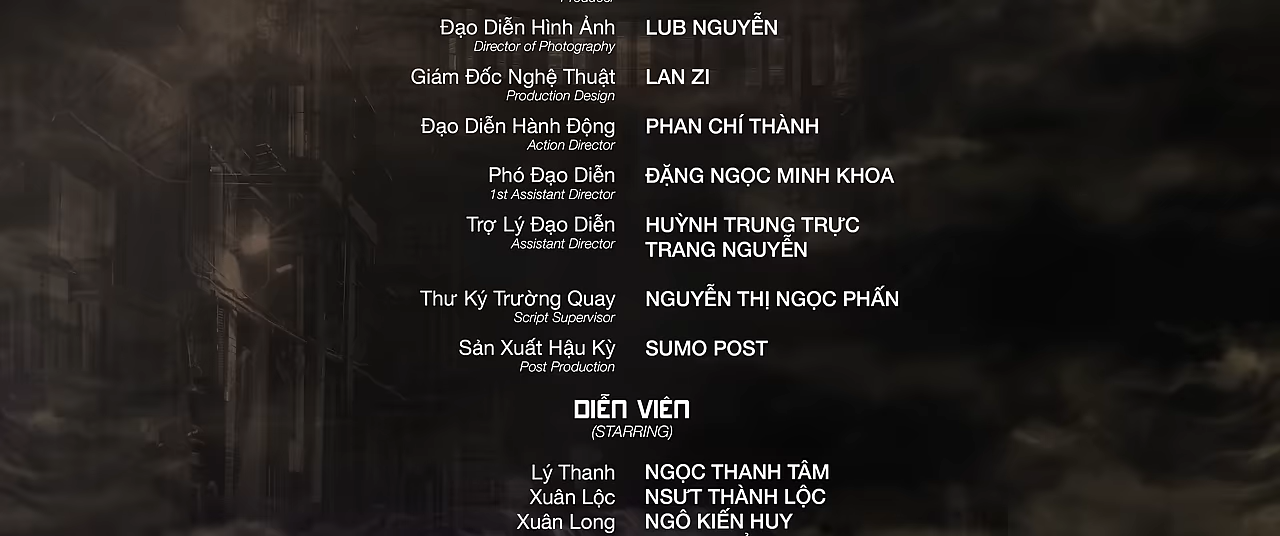 Producer
Đạo Diễn Hình Ảnh LUB NGUYỄN
Director of Photography
Giám Đốc Nghệ Thuật LAN ZI
Production Design
Đạo Diễn Hành Động PHAN CHÍ THÀNH
Action Director
Phó Đạo Diễn ĐẶNG NGỌC MINH KHOA
1st Assistant Director
Trợ Lý Đạo Diễn HUỲNH TRUNG TRỰC
Assistant Director TRANG NGUYỄN
Thư Ký Trường Quay NGUYỄN THỊ NGỌC PHẤN
Script Supervisor
Sản Xuất Hậu Kỳ SUMO POST
Post Production
DIỄN VIÊN
(STARRING)
Lý Thanh NGỌC THANH TÂM
Xuân Lộc NSƯT THÀNH LỘC
Xuân Long NGÔ KIẾN HUY